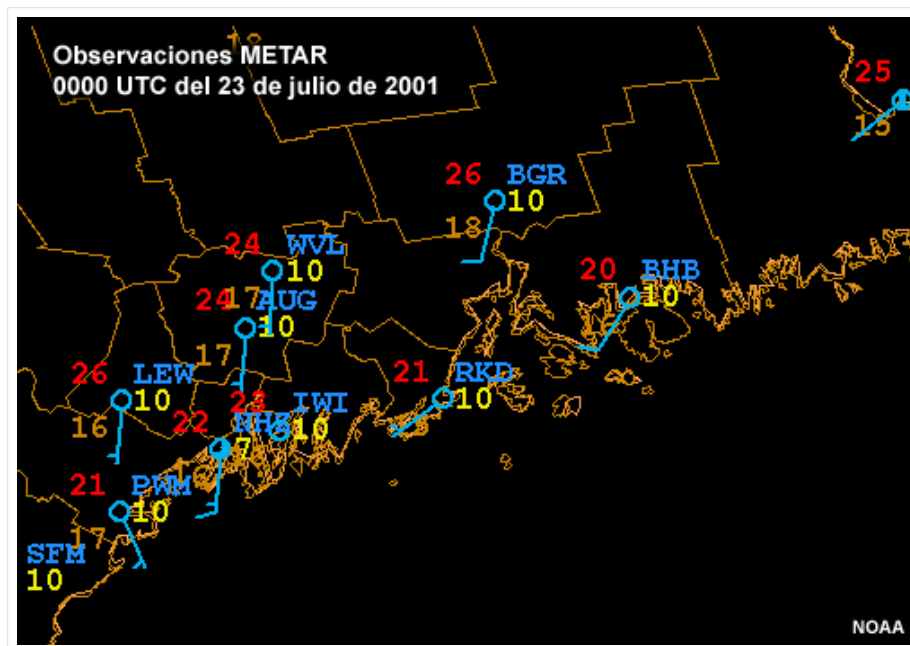 Observaciones METAR
0000 UTC del 23 de julio de 2001
18
25
15
26 BGR
10
18
24 WVL
10
17
24 AUG
10
17
20 BHB
10
26 LEW
10
16
21 RKD
10
23 IWI
10
22 NHZ
7
21 PWM
10
17
SFM
10
NOAA